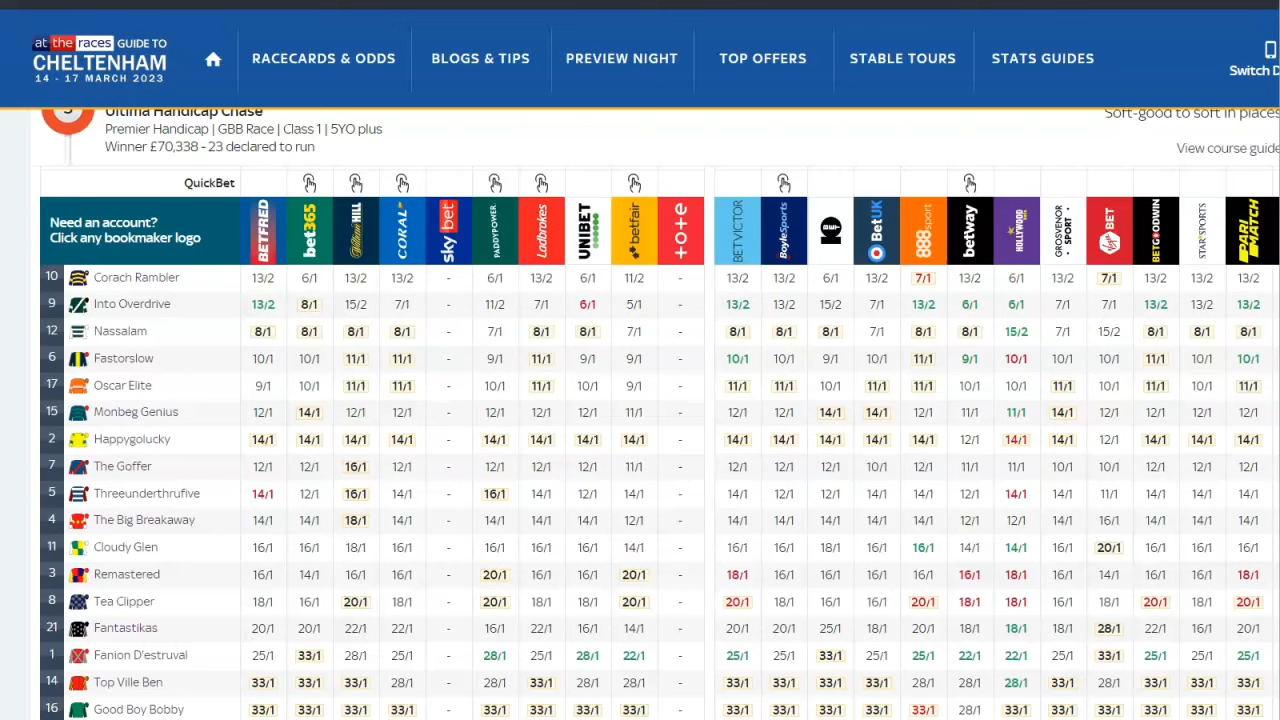 at the races GUIDE TO
CHELTENHAM
14 - 17 MARCH 2023
RACECARDS & ODDS BLOGS & TIPS PREVIEW NIGHT TOP OFFERS STABLE TOURS STATS GUIDES
Switch D
Ultima Handicap Chase Soft-good to soft in places
Premier Handicap | GBB Race | Class 1 | 5YO plus
Winner £70,338 - 23 declared to run View course guide
QuickBet
Need an account?
Click any bookmaker logo
BETFRED bet365 William HILL CORAL sky bet PADDYPOWER Ladbrokes UNIBET betfair tote BETVICTOR BoyleSports 10 BetUK 888sport betway HOLLYWOOD GROSVENOR SPORT Virgin BET BETGOODWIN STARSPORTS PARIMATCH
10 Corach Rambler 13/2 6/1 13/2 13/2 - 6/1 13/2 6/1 11/2 - 13/2 13/2 6/1 13/2 7/1 13/2 6/1 13/2 7/1 13/2 13/2 13/2
9 Into Overdrive 13/2 8/1 15/2 7/1 - 11/2 7/1 6/1 5/1 - 13/2 13/2 15/2 7/1 13/2 6/1 6/1 7/1 7/1 13/2 13/2 13/2
12 Nassalam 8/1 8/1 8/1 8/1 - 7/1 8/1 8/1 7/1 - 8/1 8/1 8/1 7/1 8/1 8/1 15/2 7/1 15/2 8/1 8/1 8/1
6 Fastorslow 10/1 10/1 11/1 11/1 - 9/1 11/1 9/1 9/1 - 10/1 10/1 9/1 10/1 11/1 9/1 10/1 10/1 10/1 11/1 10/1 10/1
17 Oscar Elite 9/1 10/1 11/1 11/1 - 10/1 11/1 10/1 9/1 - 11/1 11/1 10/1 11/1 11/1 10/1 10/1 11/1 10/1 11/1 10/1 11/1
15 Monbeg Genius 12/1 14/1 12/1 12/1 - 12/1 12/1 12/1 11/1 - 12/1 12/1 14/1 14/1 12/1 11/1 11/1 14/1 12/1 12/1 12/1 12/1
2 Happygolucky 14/1 14/1 14/1 14/1 - 14/1 14/1 14/1 14/1 - 14/1 14/1 14/1 14/1 14/1 12/1 14/1 14/1 12/1 14/1 14/1 14/1
7 The Goffer 12/1 12/1 16/1 12/1 - 12/1 12/1 12/1 11/1 - 12/1 12/1 12/1 10/1 12/1 11/1 11/1 10/1 10/1 12/1 12/1 12/1
5 Threeunderthrufive 14/1 12/1 16/1 14/1 - 16/1 14/1 12/1 14/1 - 14/1 12/1 14/1 12/1 14/1 12/1 14/1 14/1 11/1 14/1 12/1 14/1
4 The Big Breakaway 14/1 14/1 18/1 14/1 - 14/1 14/1 14/1 12/1 - 14/1 14/1 14/1 14/1 14/1 12/1 12/1 14/1 16/1 14/1 14/1 14/1
11 Cloudy Glen 16/1 16/1 18/1 16/1 - 16/1 16/1 16/1 14/1 - 16/1 16/1 18/1 16/1 16/1 14/1 14/1 16/1 20/1 16/1 16/1 16/1
3 Remastered 16/1 14/1 16/1 16/1 - 20/1 16/1 16/1 20/1 - 18/1 16/1 16/1 16/1 16/1 16/1 18/1 16/1 14/1 16/1 16/1 18/1
8 Tea Clipper 18/1 16/1 20/1 18/1 - 20/1 18/1 18/1 20/1 - 20/1 18/1 16/1 16/1 20/1 18/1 18/1 16/1 18/1 20/1 18/1 20/1
21 Fantastikas 20/1 20/1 22/1 22/1 - 16/1 22/1 16/1 14/1 - 20/1 20/1 25/1 18/1 20/1 18/1 18/1 18/1 28/1 22/1 16/1 20/1
1 Fanion D'estruval 25/1 33/1 28/1 25/1 - 28/1 25/1 28/1 22/1 - 25/1 25/1 33/1 25/1 25/1 22/1 22/1 25/1 33/1 25/1 25/1 25/1
14 Top Ville Ben 33/1 33/1 33/1 28/1 - 33/1 33/1 28/1 28/1 - 33/1 33/1 33/1 33/1 28/1 28/1 28/1 33/1 28/1 33/1 33/1 33/1
16 Good Boy Bobby 33/1 33/1 33/1 33/1 - 33/1 33/1 33/1 33/1 - 33/1 33/1 33/1 33/1 33/1 28/1 33/1 33/1 33/1 33/1 33/1 33/1